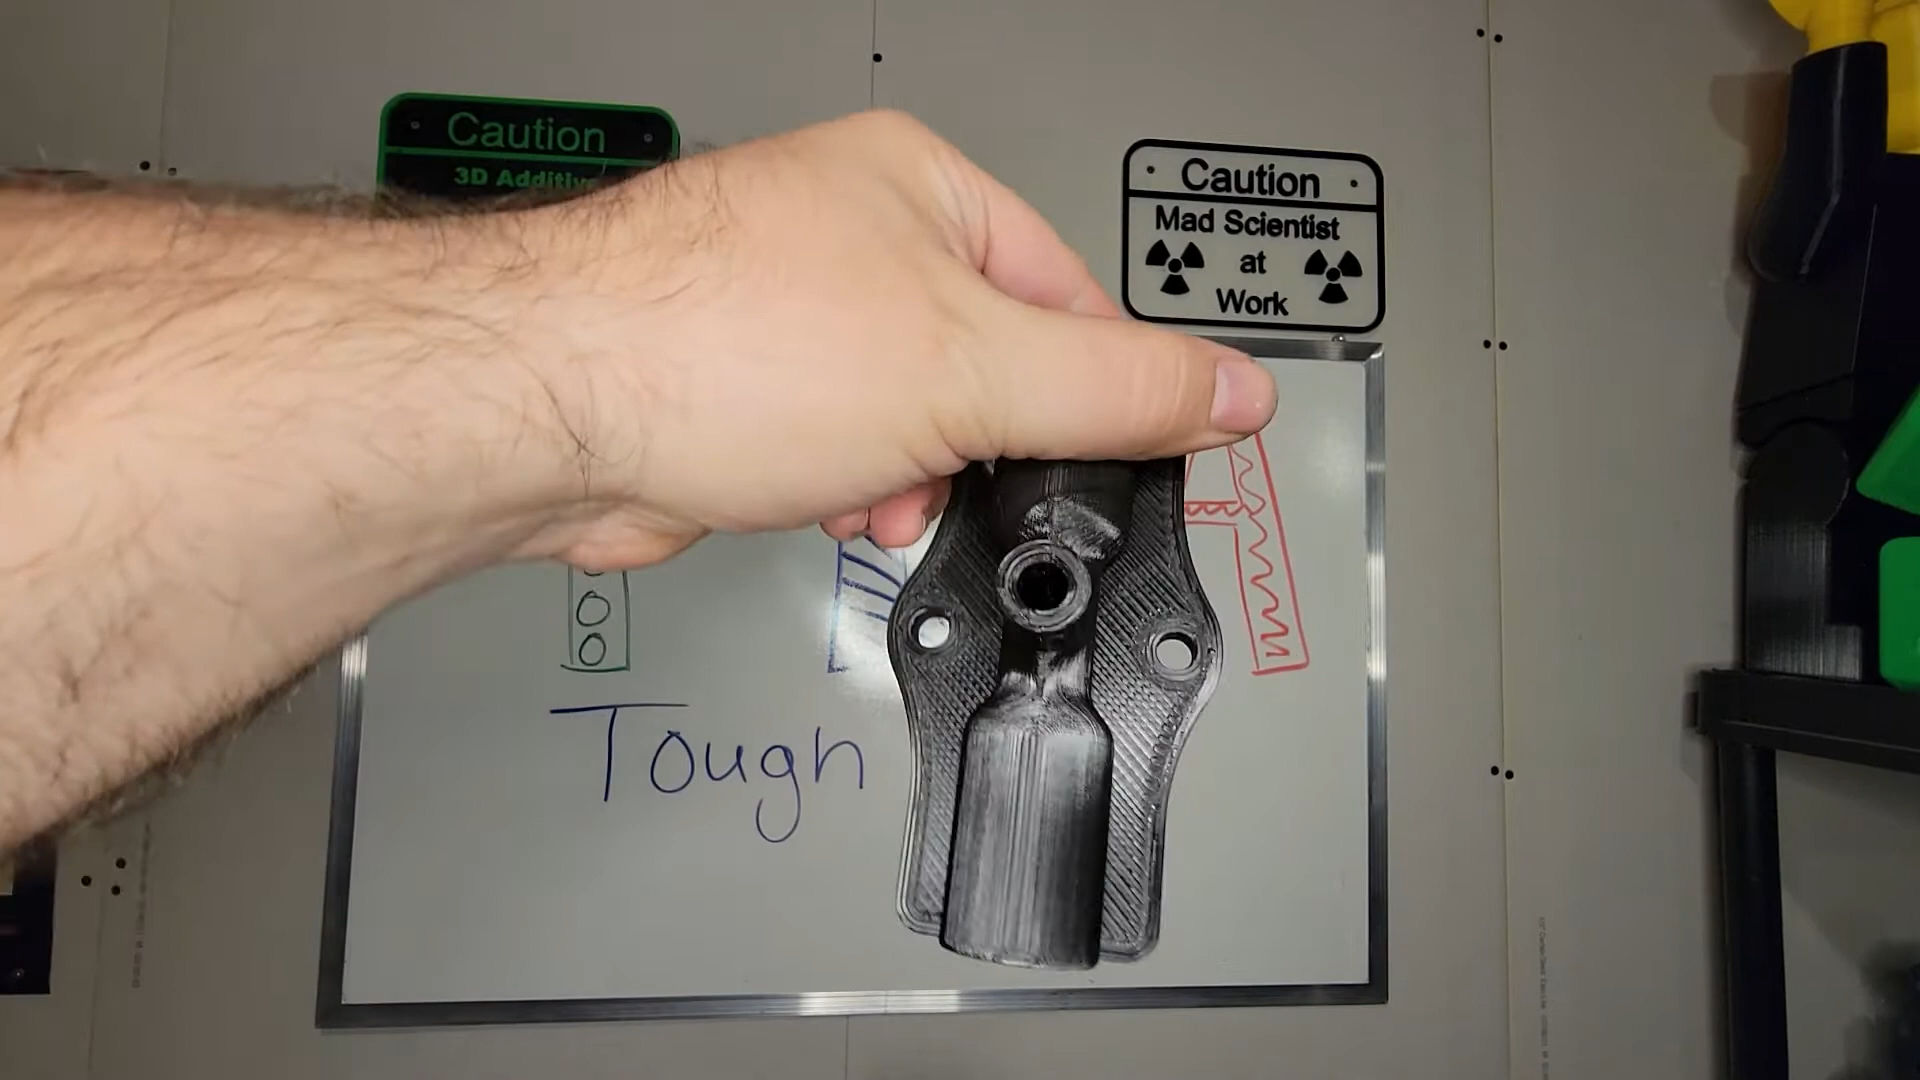 Caution
3D Additive
Caution
Mad Scientist
at
Work
Tough